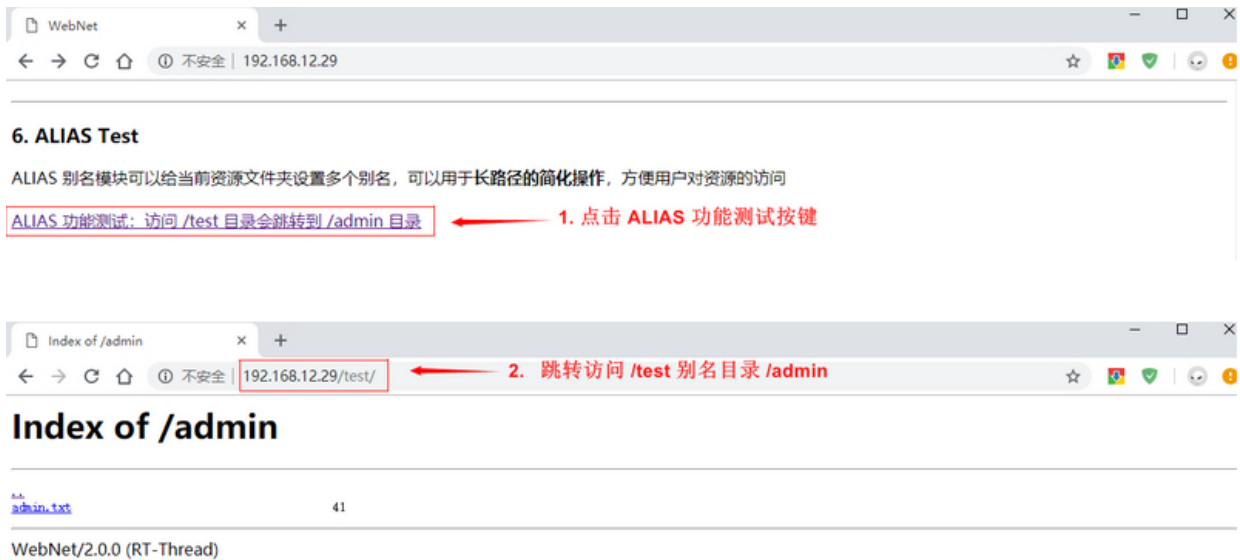 WebNet
不安全 | 192.168.12.29
6. ALIAS Test
ALIAS 别名模块可以给当前资源文件夹设置多个别名，可以用于长路径的简化操作，方便用户对资源的访问
ALIAS 功能测试：访问 /test 目录会跳转到 /admin 目录
1. 点击 ALIAS 功能测试按键
Index of /admin
不安全 | 192.168.12.29/test/
2. 跳转访问 /test 别名目录 /admin
Index of /admin
..
admin.txt 41
WebNet/2.0.0 (RT-Thread)